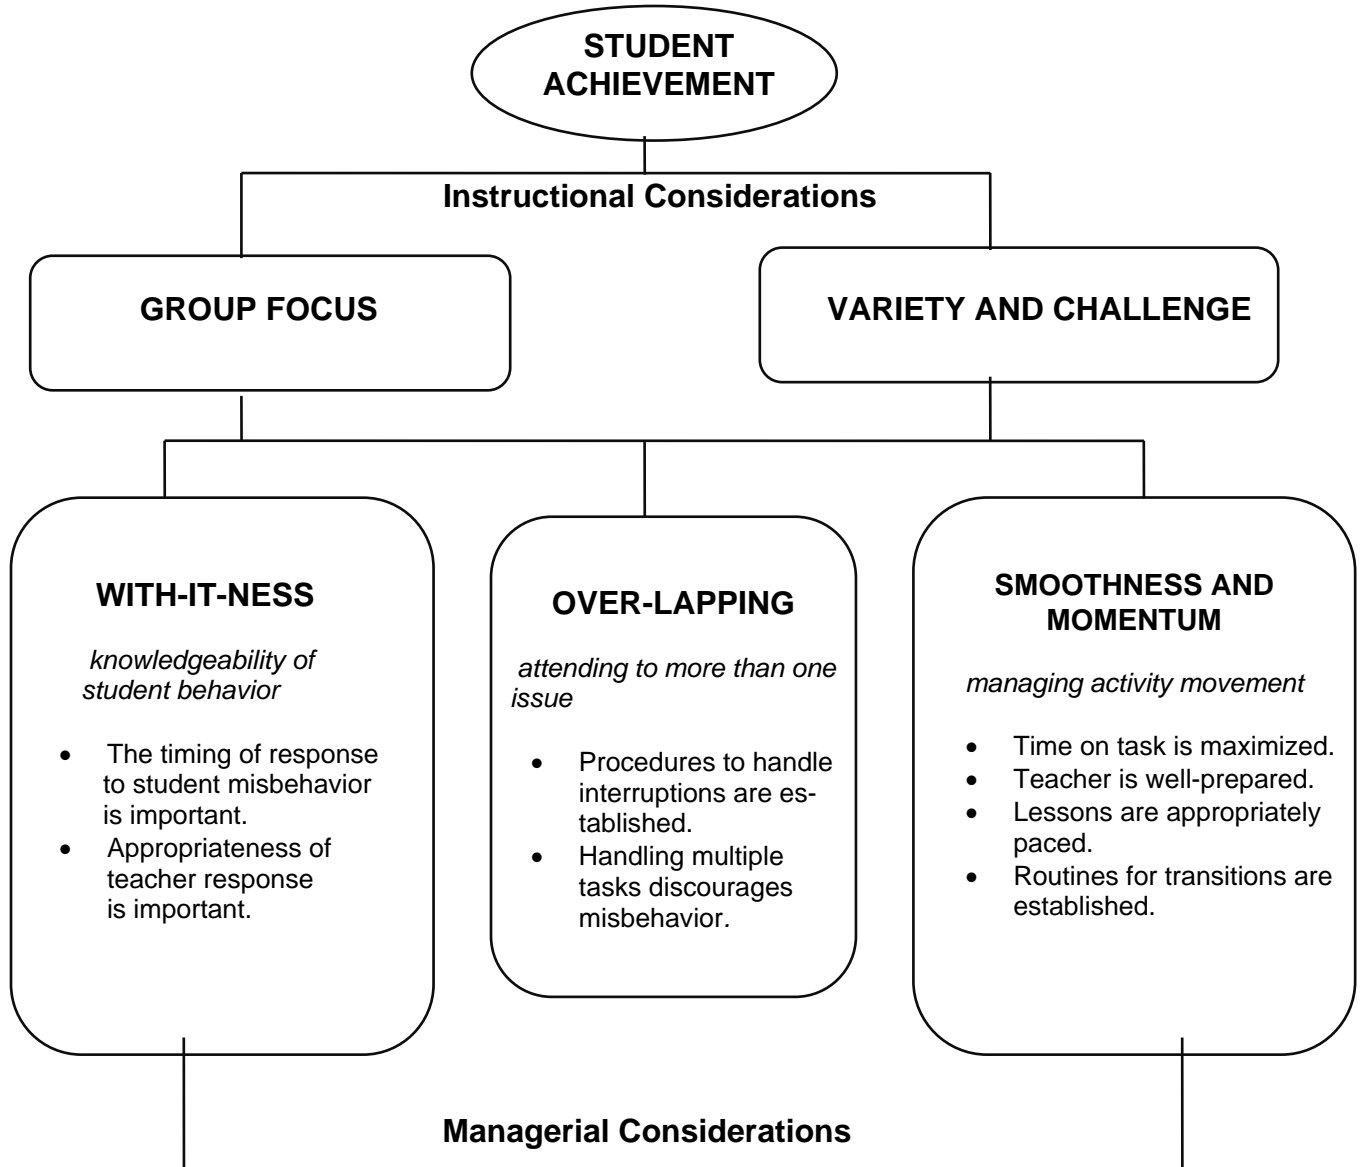 STUDENT
ACHIEVEMENT
Instructional Considerations
GROUP FOCUS
VARIETY AND CHALLENGE
WITH-IT-NESS
knowledgeability of
student behavior
• The timing of response
to student misbehavior
is important.
• Appropriateness of
teacher response
is important.
OVER-LAPPING
attending to more than one
issue
• Procedures to handle
interruptions are es-
tablished.
• Handling multiple
tasks discourages
misbehavior.
SMOOTHNESS AND
MOMENTUM
managing activity movement
• Time on task is maximized.
• Teacher is well-prepared.
• Lessons are appropriately
paced.
• Routines for transitions are
established.
Managerial Considerations